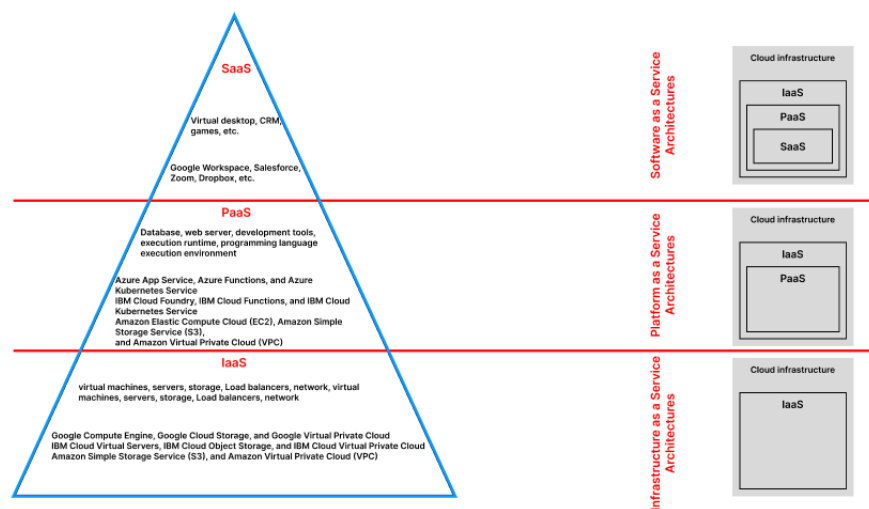 SaaS
Virtual desktop, CRM,
games, etc.
Google Workspace, Salesforce,
Zoom, Dropbox, etc.
Software as a Service
Architectures
Cloud infrastructure
IaaS
PaaS
SaaS
PaaS
Database, web server, development tools,
execution runtime, programming language
execution environment
Azure App Service, Azure Functions, and Azure
Kubernetes Service
IBM Cloud Foundry, IBM Cloud Functions, and IBM Cloud
Kubernetes Service
Amazon Elastic Compute Cloud (EC2), Amazon Simple
Storage Service (S3),
and Amazon Virtual Private Cloud (VPC)
Platform as a Service
Architectures
Cloud infrastructure
IaaS
PaaS
IaaS
virtual machines, servers, storage, Load balancers, network, virtual
machines, servers, storage, Load balancers, network
Google Compute Engine, Google Cloud Storage, and Google Virtual Private Cloud
IBM Cloud Virtual Servers, IBM Cloud Object Storage, and IBM Cloud Virtual Private Cloud
Amazon Simple Storage Service (S3), and Amazon Virtual Private Cloud (VPC)
Infrastructure as a Service
Architectures
Cloud infrastructure
IaaS